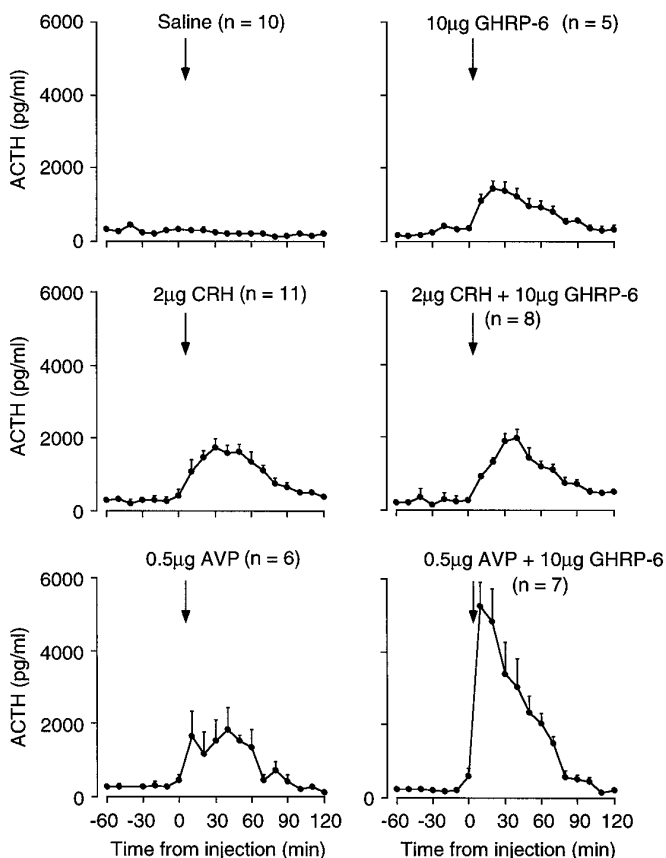 Saline (n = 10)
10µg GHRP-6 (n = 5)
ACTH (pg/ml)
6000
4000
2000
0
0
2µg CRH (n = 11)
2µg CRH + 10µg GHRP-6
(n = 8)
ACTH (pg/ml)
6000
4000
2000
0
0
0.5µg AVP (n = 6)
0.5µg AVP + 10µg GHRP-6
(n = 7)
ACTH (pg/ml)
6000
4000
2000
0
0
-60 -30 0 30 60 90 120
-60 -30 0 30 60 90 120
Time from injection (min)
Time from injection (min)